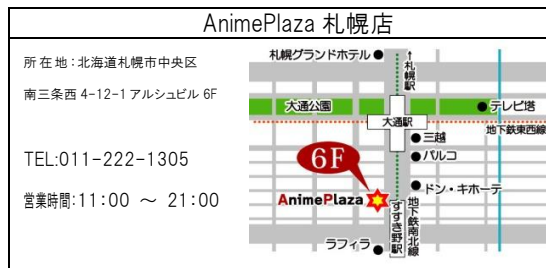 AnimePlaza 札幌店
所在地:北海道札幌市中央区
南三条西 4-12-1 アルシュビル 6F
TEL:011-222-1305
営業時間:11:00 ～ 21:00
札幌グランドホテル
↑札幌駅
大通公園
テレビ塔
大通駅
地下鉄東西線
三越
パルコ
6F
ドン・キホーテ
AnimePlaza
すすき野駅
地下鉄南北線
ラフィラ